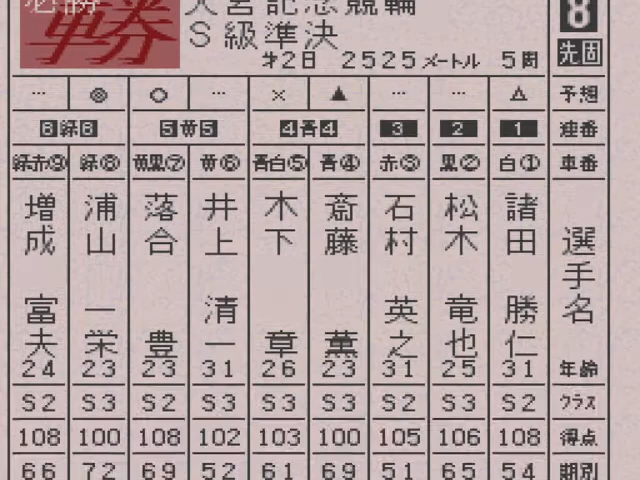 必勝
車券
大宮記念競輪
S級準決
才2日 2525メートル 5周
8
先固
… ◎ ○ … × ▲ … … △ 予想
8緑8 5黄5 4青4 3 2 1 連番
緑赤⑨ 緑⑧ 黄黒⑦ 黄⑥ 青白⑤ 青④ 赤③ 黒② 白① 車番
増成富夫 浦山一栄 落合豊 井上清一 木下章 斎藤薫 石村英之 松木竜也 諸田勝仁 選手名
24 23 23 31 26 23 31 25 31 年齢
S2 S3 S2 S3 S3 S3 S2 S3 S2 クラス
108 100 108 102 103 100 105 106 108 得点
66 72 69 52 61 69 51 65 54 期別